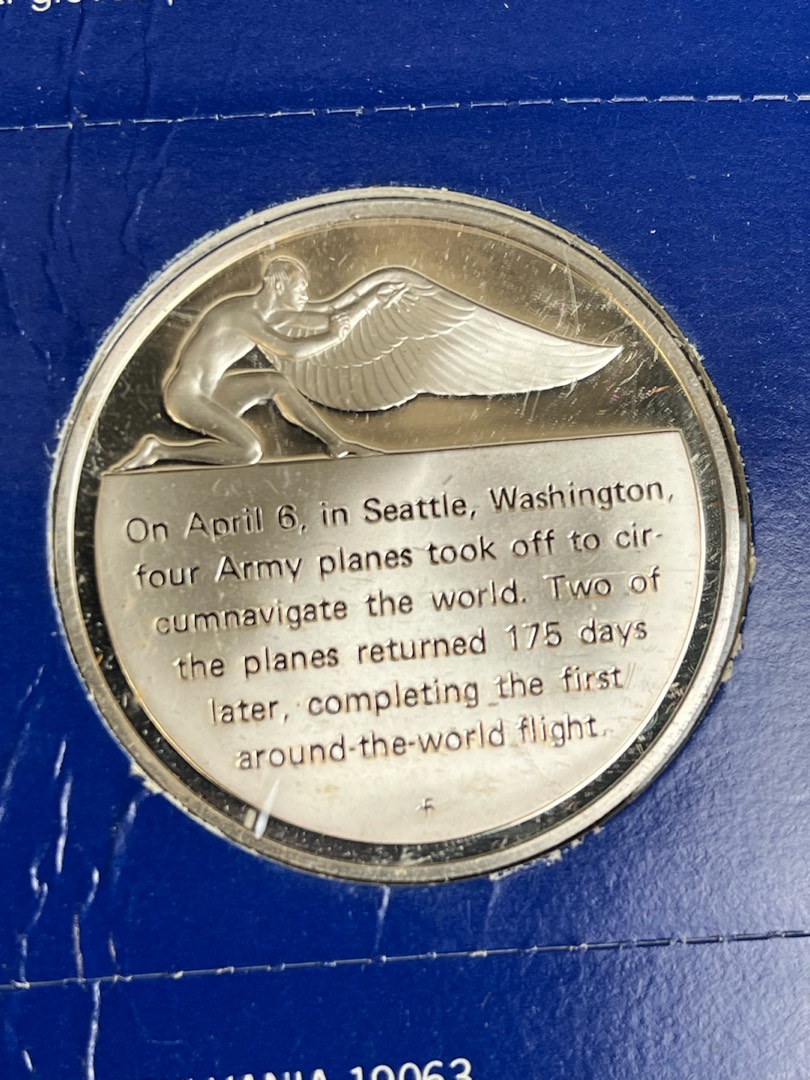 On April 6, in Seattle, Washington,
four Army planes took off to cir-
cumnavigate the world. Two of
the planes returned 175 days
later, completing the first
around-the-world flight.
F
19063